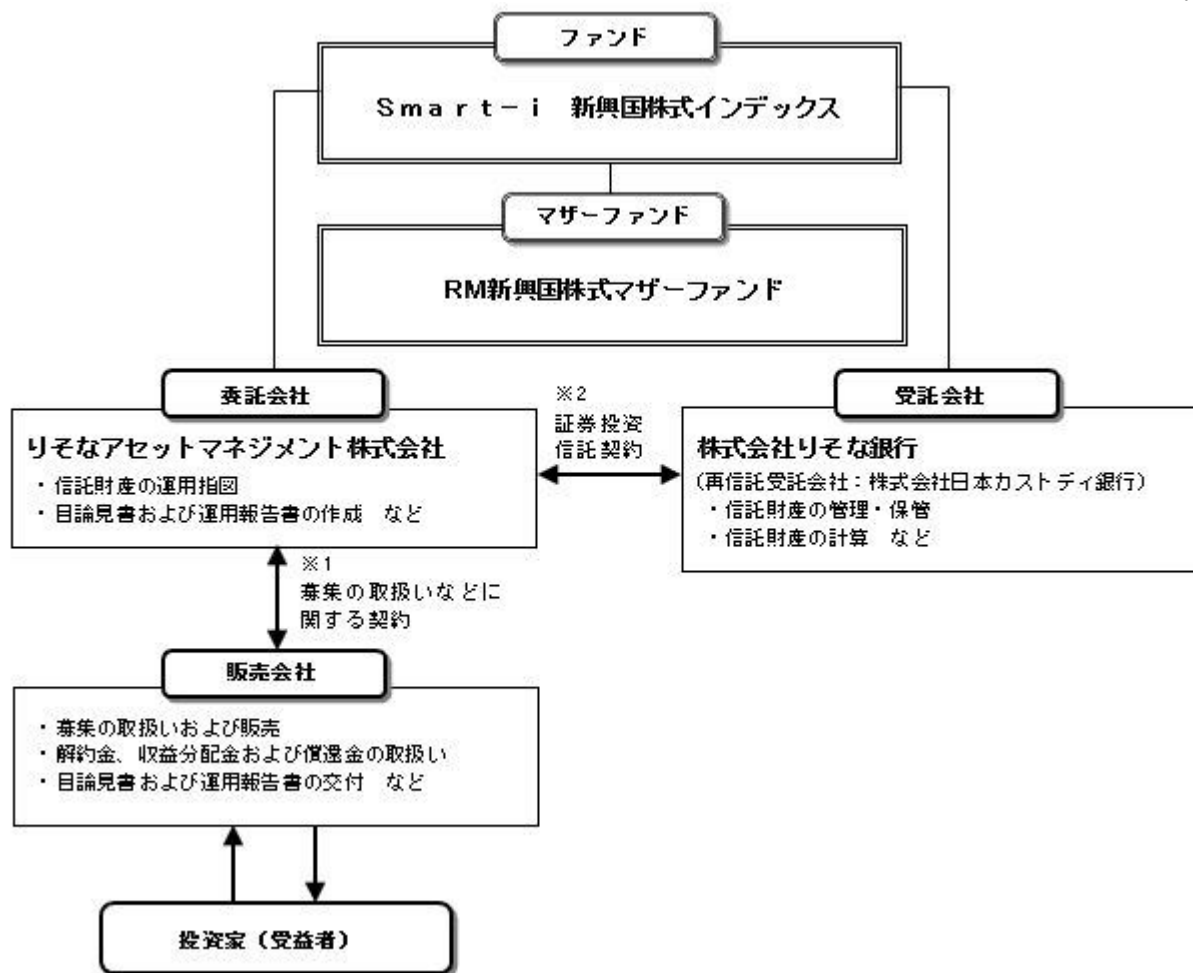 ファンド
Ｓｍａｒｔ－ｉ　新興国株式インデックス
マザーファンド
RM新興国株式マザーファンド
委託会社
りそなアセットマネジメント株式会社
・信託財産の運用指図
・目論見書および運用報告書の作成　など
※2
証券投資
信託契約
受託会社
株式会社りそな銀行
(再信託受託会社：株式会社日本カストディ銀行)
・信託財産の管理・保管
・信託財産の計算　など
※1
募集の取扱いなどに
関する契約
販売会社
・募集の取扱いおよび販売
・解約金、収益分配金および償還金の取扱い
・目論見書および運用報告書の交付　など
投資家（受益者）